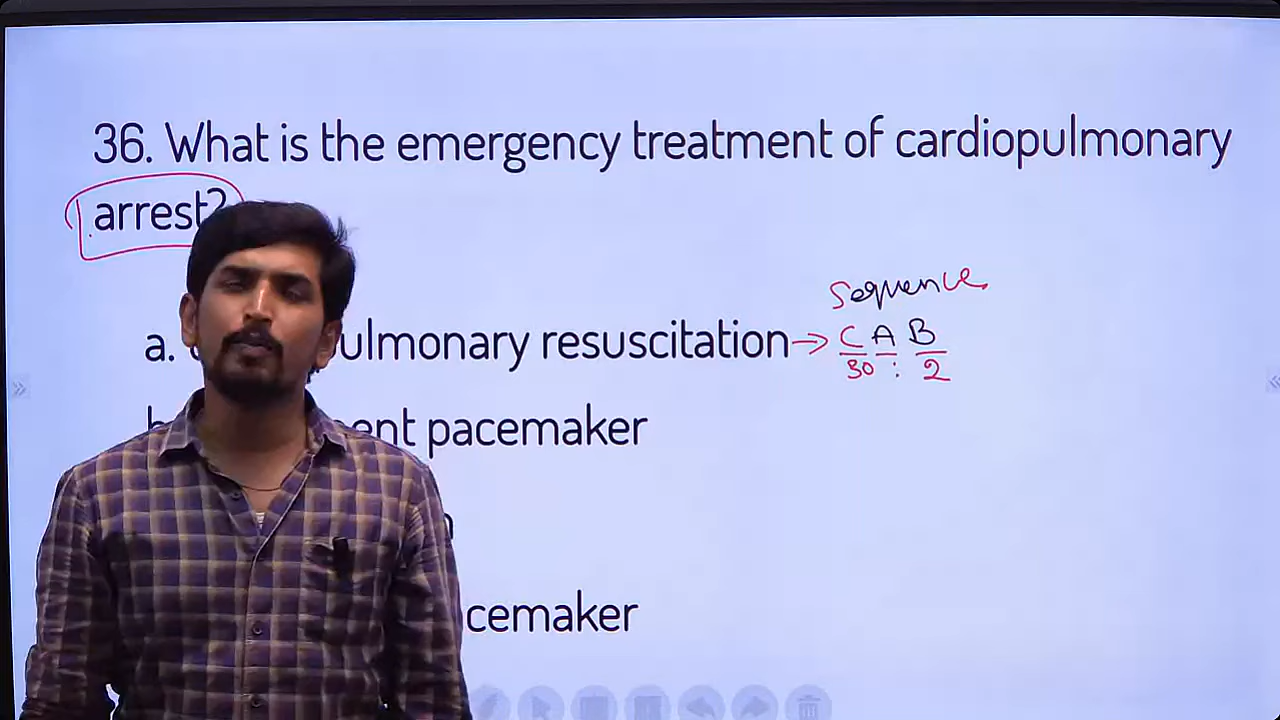 36. What is the emergency treatment of cardiopulmonary
arrest?
Sequence
a. ulmonary resuscitation → C A B
30 : 2
ent pacemaker
cemaker